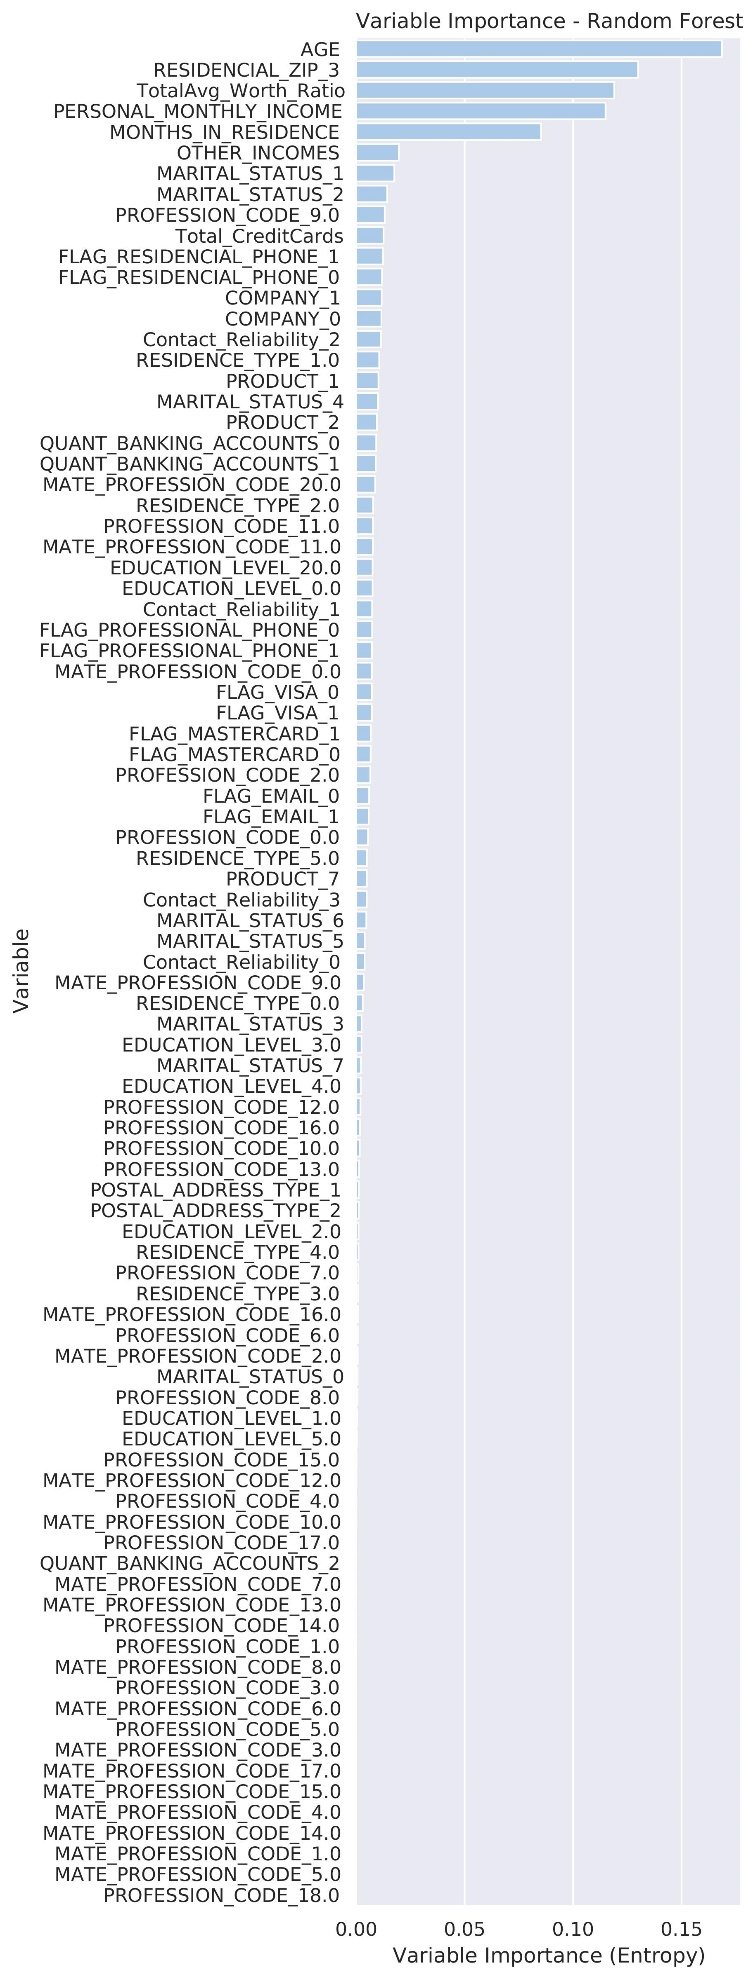 Variable Importance - Random Forest
AGE
RESIDENCIAL_ZIP_3
TotalAvg_Worth_Ratio
PERSONAL_MONTHLY_INCOME
MONTHS_IN_RESIDENCE
OTHER_INCOMES
MARITAL_STATUS_1
MARITAL_STATUS_2
PROFESSION_CODE_9.0
Total_CreditCards
FLAG_RESIDENCIAL_PHONE_1
FLAG_RESIDENCIAL_PHONE_0
COMPANY_1
COMPANY_0
Contact_Reliability_2
RESIDENCE_TYPE_1.0
PRODUCT_1
MARITAL_STATUS_4
PRODUCT_2
QUANT_BANKING_ACCOUNTS_0
QUANT_BANKING_ACCOUNTS_1
MATE_PROFESSION_CODE_20.0
RESIDENCE_TYPE_2.0
PROFESSION_CODE_11.0
MATE_PROFESSION_CODE_11.0
EDUCATION_LEVEL_20.0
EDUCATION_LEVEL_0.0
Contact_Reliability_1
FLAG_PROFESSIONAL_PHONE_0
FLAG_PROFESSIONAL_PHONE_1
MATE_PROFESSION_CODE_0.0
FLAG_VISA_0
FLAG_VISA_1
FLAG_MASTERCARD_1
FLAG_MASTERCARD_0
PROFESSION_CODE_2.0
FLAG_EMAIL_0
FLAG_EMAIL_1
PROFESSION_CODE_0.0
RESIDENCE_TYPE_5.0
PRODUCT_7
Contact_Reliability_3
MARITAL_STATUS_6
MARITAL_STATUS_5
Contact_Reliability_0
MATE_PROFESSION_CODE_9.0
RESIDENCE_TYPE_0.0
MARITAL_STATUS_3
EDUCATION_LEVEL_3.0
MARITAL_STATUS_7
EDUCATION_LEVEL_4.0
PROFESSION_CODE_12.0
PROFESSION_CODE_16.0
PROFESSION_CODE_10.0
PROFESSION_CODE_13.0
POSTAL_ADDRESS_TYPE_1
POSTAL_ADDRESS_TYPE_2
EDUCATION_LEVEL_2.0
RESIDENCE_TYPE_4.0
PROFESSION_CODE_7.0
RESIDENCE_TYPE_3.0
MATE_PROFESSION_CODE_16.0
PROFESSION_CODE_6.0
MATE_PROFESSION_CODE_2.0
MARITAL_STATUS_0
PROFESSION_CODE_8.0
EDUCATION_LEVEL_1.0
EDUCATION_LEVEL_5.0
PROFESSION_CODE_15.0
MATE_PROFESSION_CODE_12.0
PROFESSION_CODE_4.0
MATE_PROFESSION_CODE_10.0
PROFESSION_CODE_17.0
QUANT_BANKING_ACCOUNTS_2
MATE_PROFESSION_CODE_7.0
MATE_PROFESSION_CODE_13.0
PROFESSION_CODE_14.0
PROFESSION_CODE_1.0
MATE_PROFESSION_CODE_8.0
PROFESSION_CODE_3.0
MATE_PROFESSION_CODE_6.0
PROFESSION_CODE_5.0
MATE_PROFESSION_CODE_3.0
MATE_PROFESSION_CODE_17.0
MATE_PROFESSION_CODE_15.0
MATE_PROFESSION_CODE_4.0
MATE_PROFESSION_CODE_14.0
MATE_PROFESSION_CODE_1.0
MATE_PROFESSION_CODE_5.0
PROFESSION_CODE_18.0
Variable
0.00 0.05 0.10 0.15
Variable Importance (Entropy)